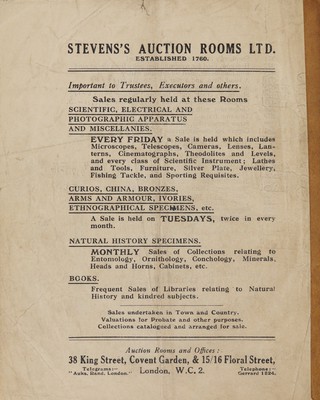 STEVENS'S AUCTION ROOMS LTD.
ESTABLISHED 1760.
Important to Trustees, Executors and others.
Sales regularly held at these Rooms
SCIENTIFIC, ELECTRICAL AND
PHOTOGRAPHIC APPARATUS
AND MISCELLANIES.
EVERY FRIDAY a Sale is held which includes
Microscopes, Telescopes, Cameras, Lenses, Lan-
terns, Cinematographs, Theodolites and Levels,
and every class of Scientific Instrument; Lathes
and Tools, Furniture, Silver Plate, Jewellery,
Fishing Tackle, and Sporting Requisites.
CURIOS, CHINA, BRONZES,
ARMS AND ARMOUR, IVORIES,
ETHNOGRAPHICAL SPECIMENS, etc.
A Sale is held on TUESDAYS, twice in every
month.
NATURAL HISTORY SPECIMENS.
MONTHLY Sales of Collections relating to
Entomology, Ornithology, Conchology, Minerals,
Heads and Horns, Cabinets, etc.
BOOKS.
Frequent Sales of Libraries relating to Natural
History and kindred subjects.
Sales undertaken in Town and Country.
Valuations for Probate and other purposes.
Collections catalogued and arranged for sale.
Auction Rooms and Offices:
38 King Street, Covent Garden, & 15/16 Floral Street,
Telegrams:— London, W.C.2. Telephone:—
"Auks. Rand. London." Gerrard 1824.